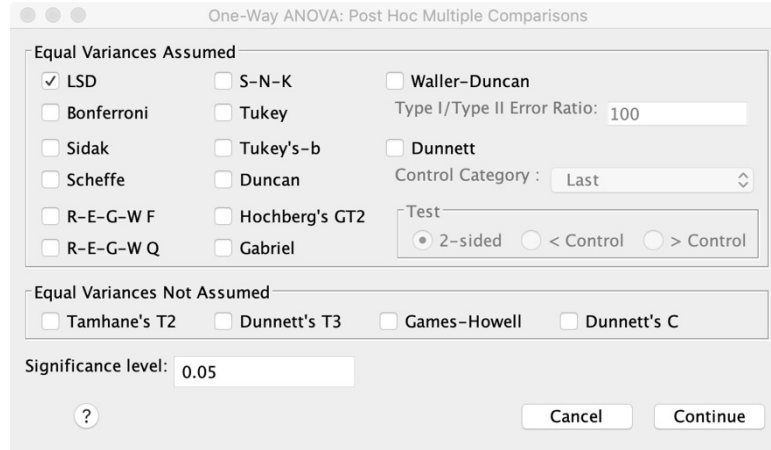 One-Way ANOVA: Post Hoc Multiple Comparisons
Equal Variances Assumed
LSD S-N-K Waller-Duncan
Bonferroni Tukey Type I/Type II Error Ratio: 100
Sidak Tukey's-b Dunnett
Scheffe Duncan Control Category : Last
R-E-G-W F Hochberg's GT2 Test
R-E-G-W Q Gabriel 2-sided < Control > Control
Equal Variances Not Assumed
Tamhane's T2 Dunnett's T3 Games-Howell Dunnett's C
Significance level: 0.05
? Cancel Continue